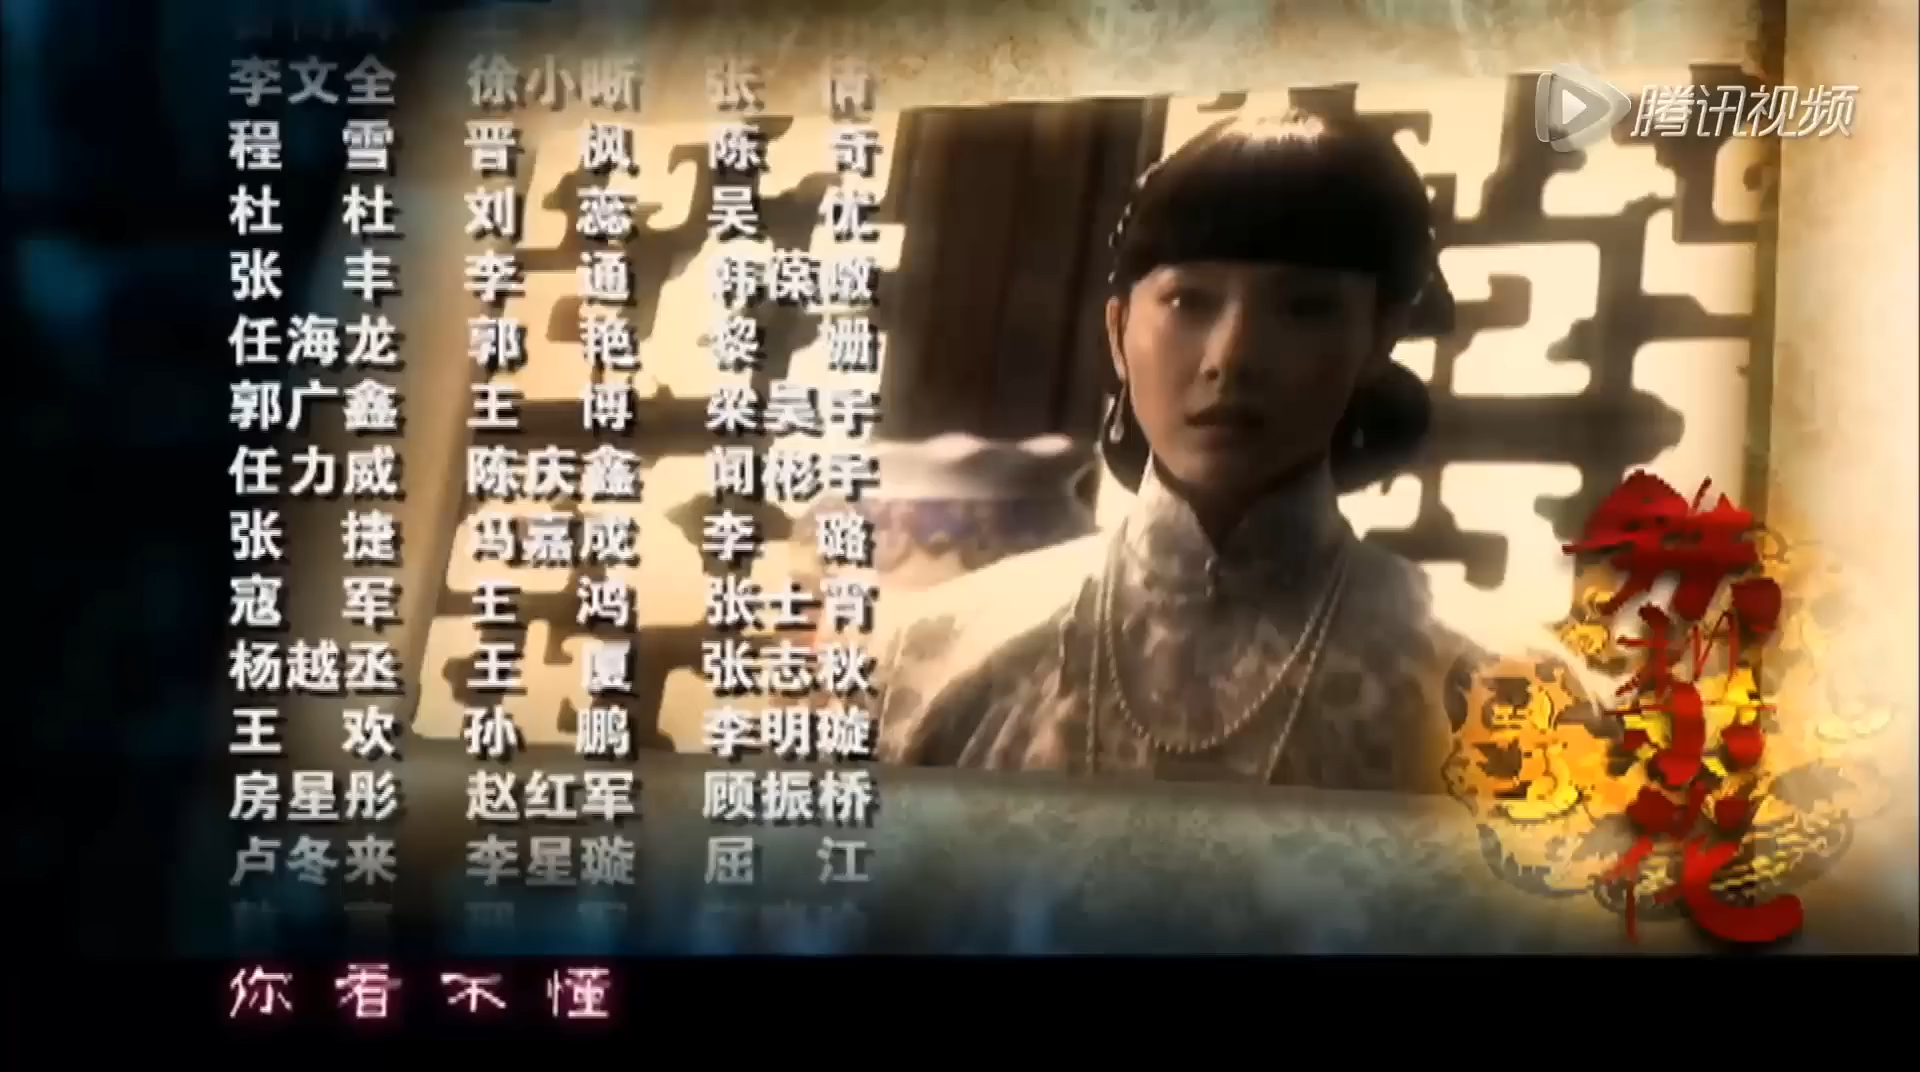 李文全 徐小晰 张倩
程雪 晋枫 陈奇
杜杜 刘蕊 吴优
张丰 李通 韩葆暾
任海龙 郭艳 黎姗
郭广鑫 王博 梁昊宇
任力威 陈庆鑫 闻彬宇
张捷 冯嘉成 李璐
寇军 王鸿 张士霄
杨越丞 王厦 张志秋
王欢 孙鹏 李明璇
房星彤 赵红军 顾振桥
卢冬来 李星璇 屈江
你看不懂
腾讯视频